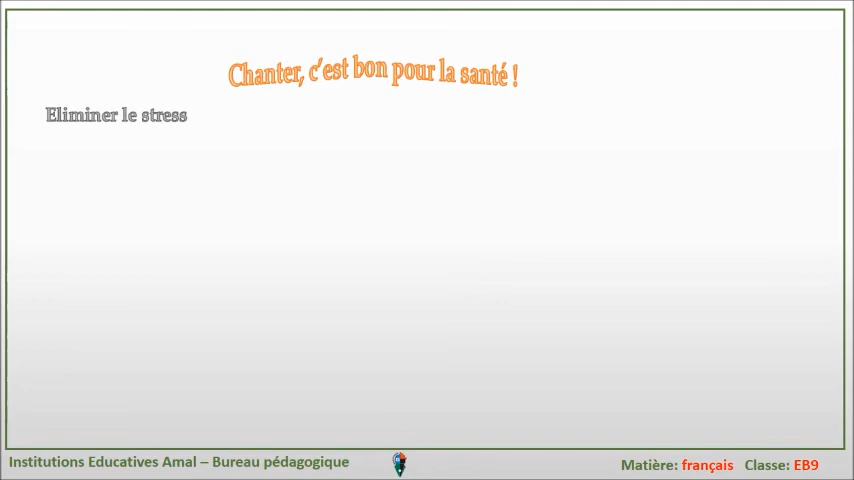 Chanter, c’est bon pour la santé !
Eliminer le stress
Institutions Educatives Amal – Bureau pédagogique
Matière: français Classe: EB9